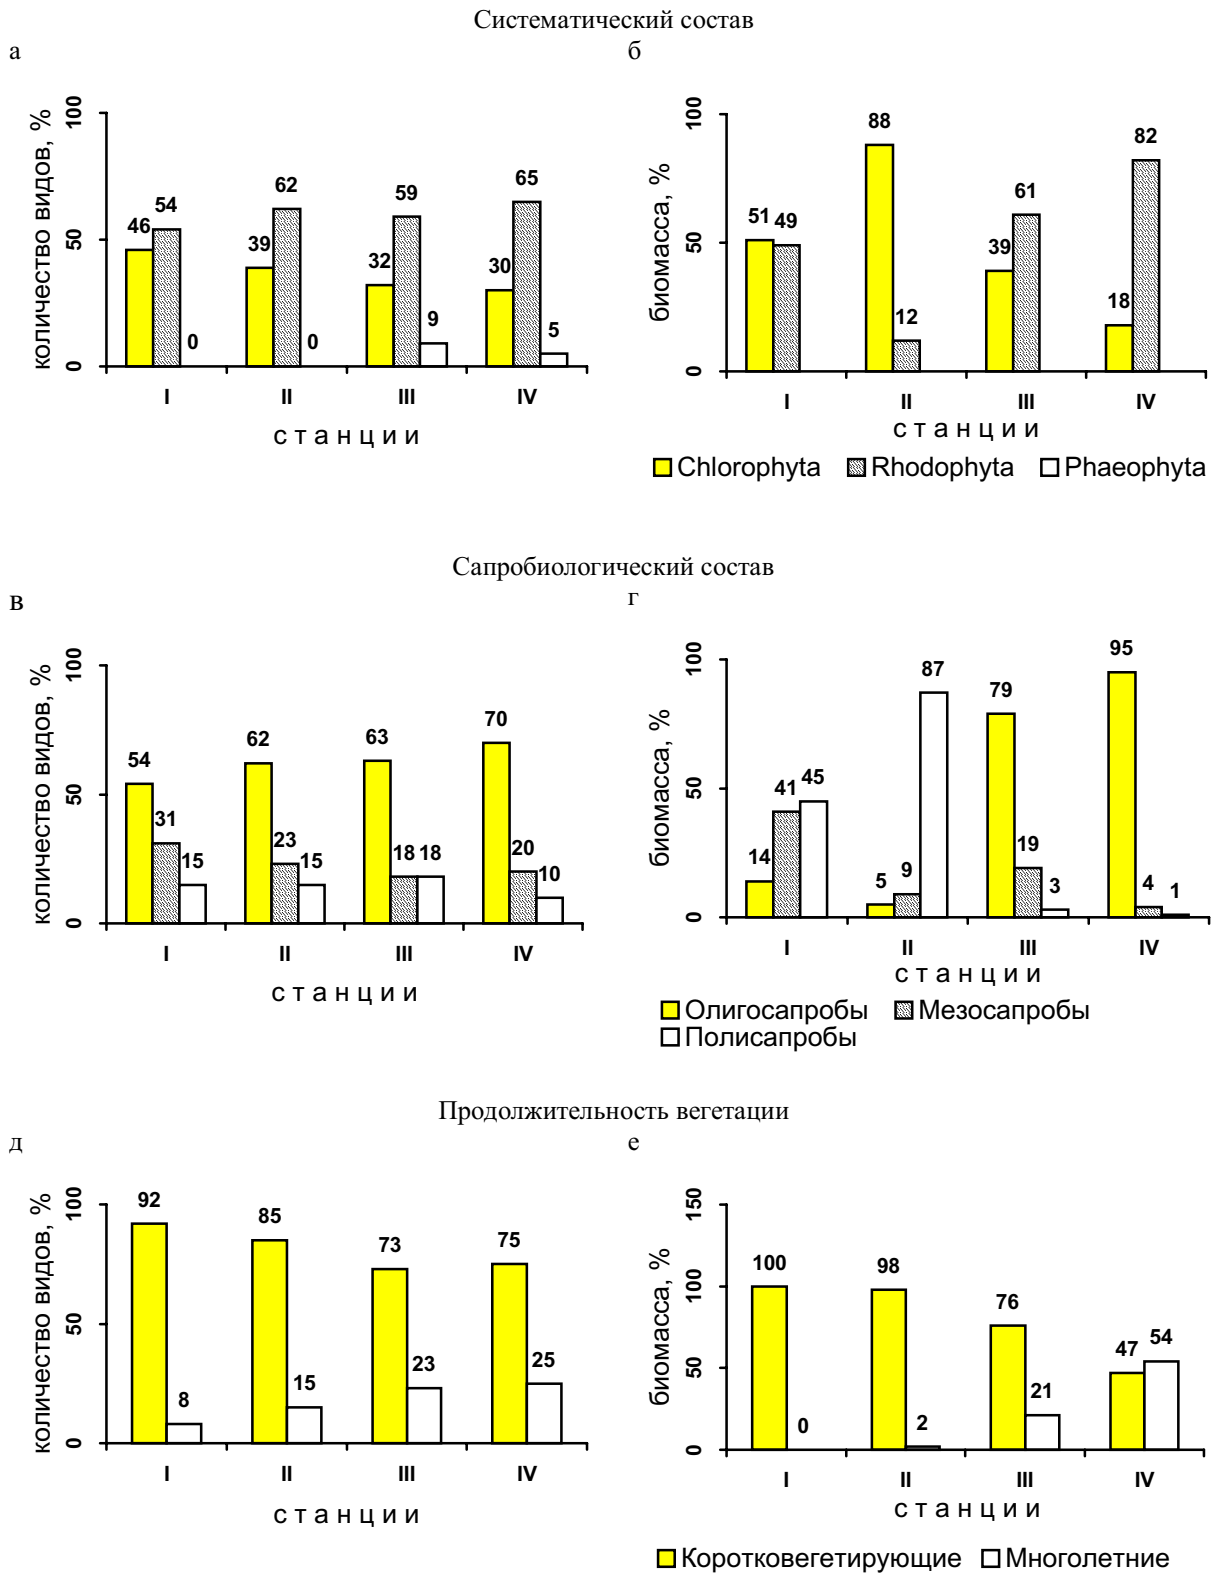 Систематический состав
а
б
количество видов, %
100
50
0
46 54 0
39 62 0
32 59 9
30 65 5
I II III IV
станции
биомасса, %
100
50
0
51 49
88 12
39 61
18 82
I II III IV
станции
Chlorophyta Rhodophyta Phaeophyta
Сапробиологический состав
в
г
количество видов, %
100
50
0
54 31 15
62 23 15
63 18 18
70 20 10
I II III IV
станции
биомасса, %
100
50
0
14 41 45
5 9 87
79 19 3
95 4 1
I II III IV
станции
Олигосапробы Мезосапробы
Полисапробы
Продолжительность вегетации
д
е
количество видов, %
100
50
0
92 8
85 15
73 23
75 25
I II III IV
станции
биомасса, %
150
100
50
0
100 0
98 2
76 21
47 54
I II III IV
станции
Коротковегетирующие Многолетние